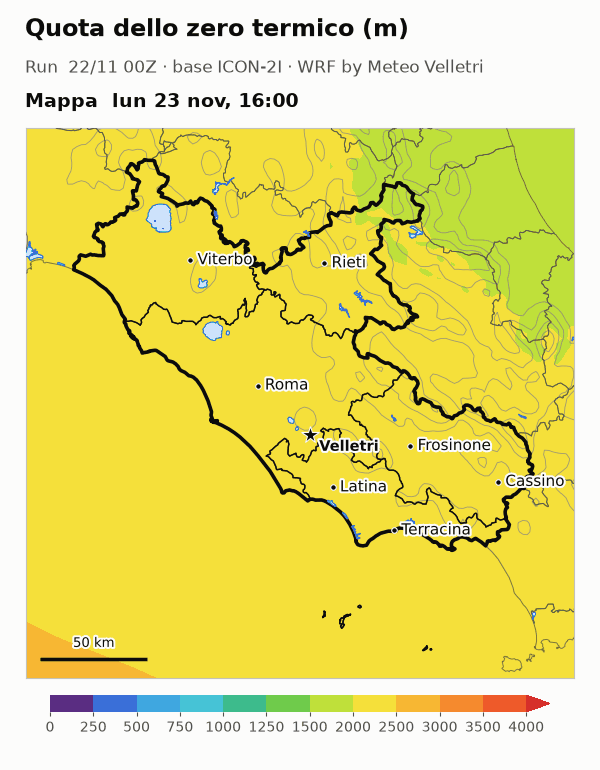 Quota dello zero termico (m)
Run 22/11 00Z · base ICON-2I · WRF by Meteo Velletri
Mappa lun 23 nov, 16:00
Viterbo
Rieti
Roma
Velletri
Frosinone
Cassino
Latina
Terracina
50 km
0 250 500 750 1000 1250 1500 2000 2500 3000 3500 4000